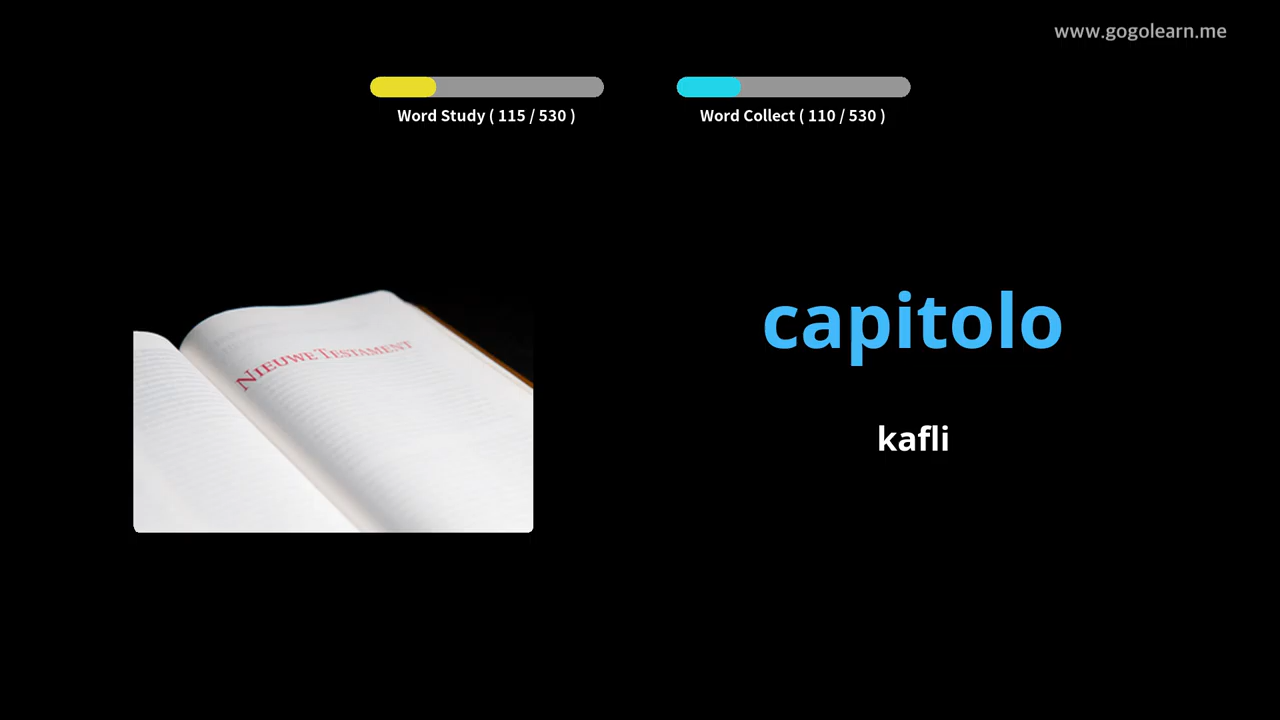 www.gogolearn.me
Word Study ( 115 / 530 )
Word Collect ( 110 / 530 )
NIEUWE TESTAMENT
capitolo
kafli